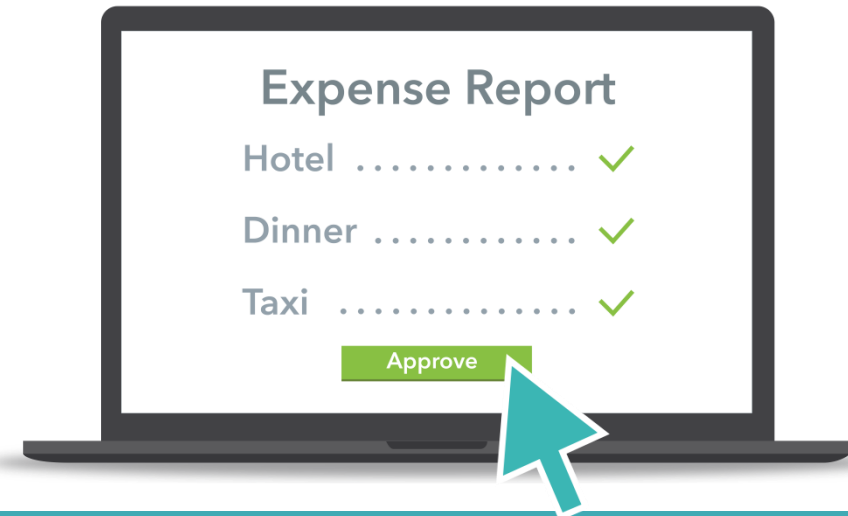 Expense Report
Hotel .............
Dinner ............
Taxi ..............
Approve